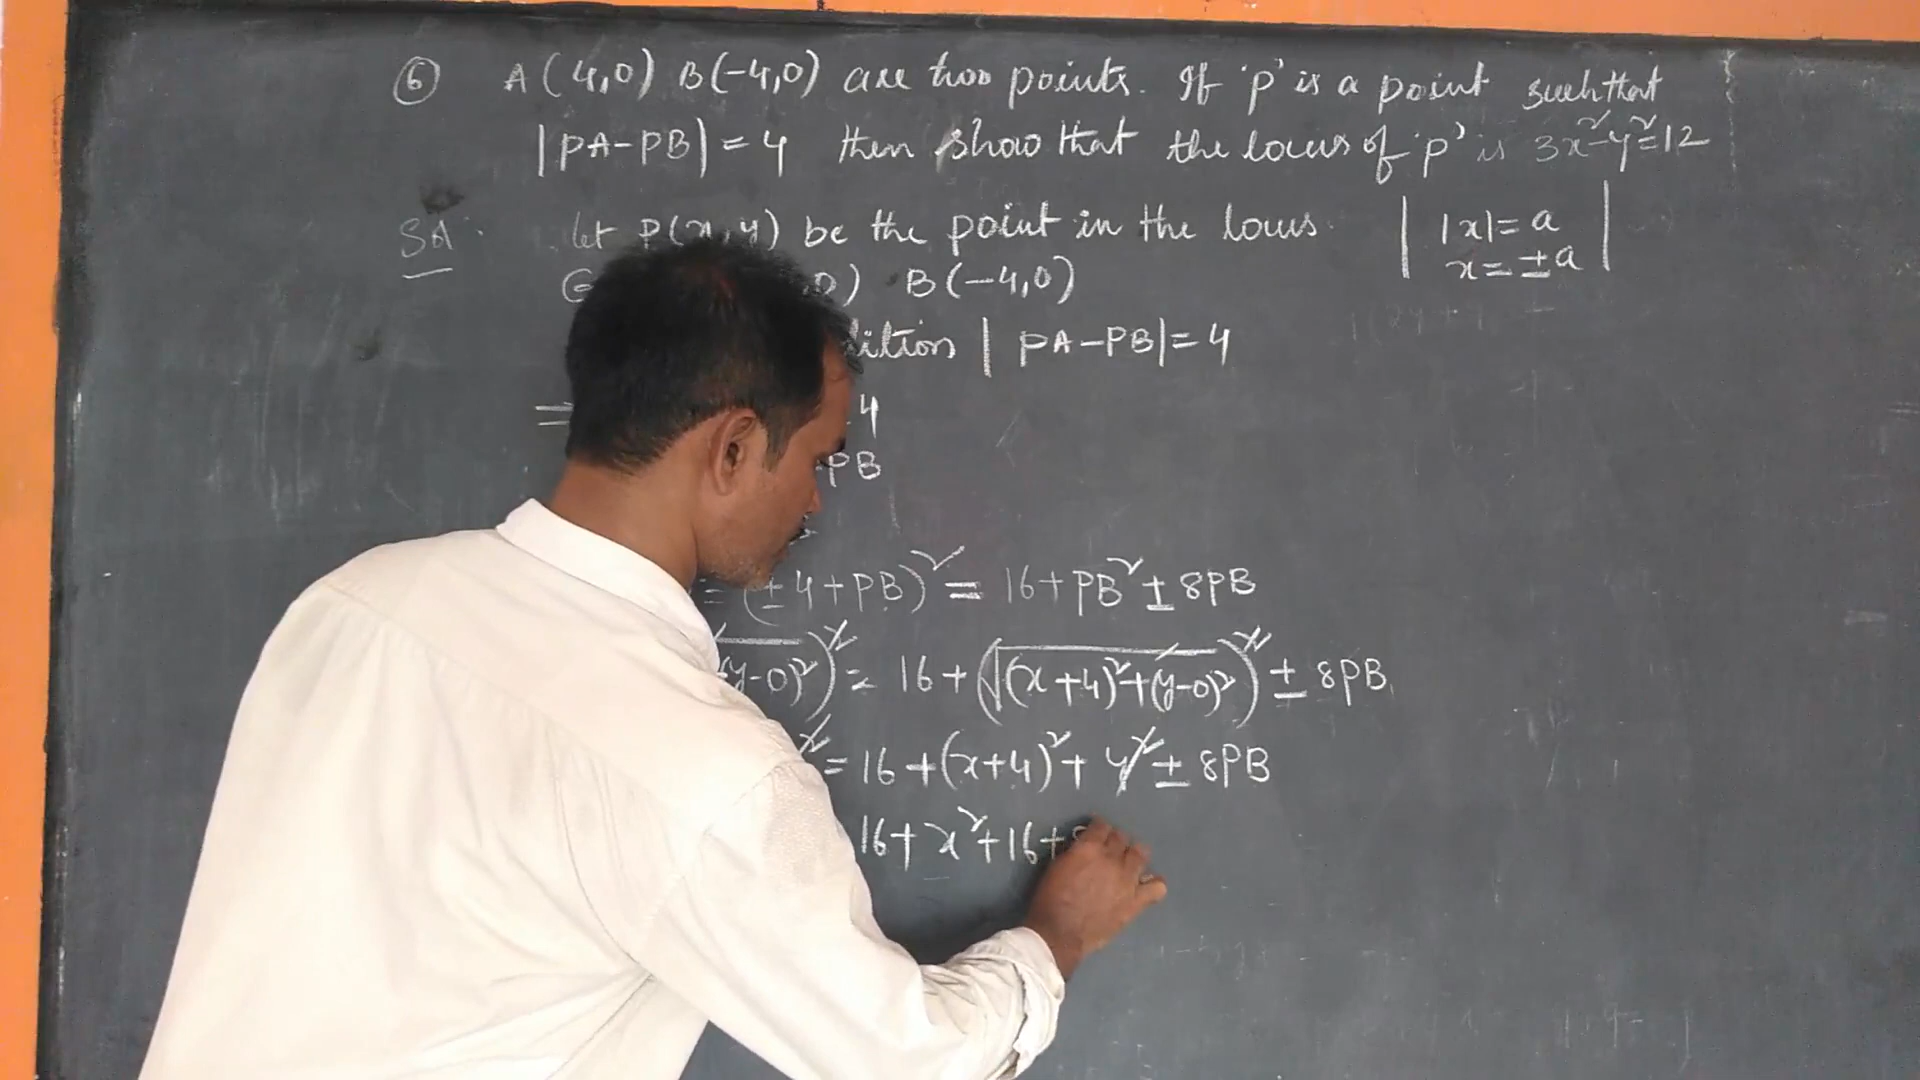 ⑥ A(4,0) B(-4,0) are two points. If 'p' is a point such that
|PA-PB| = 4 then show that the locus of 'p' is 3x²-y²=12
Sol. let P(x,y) be the point in the locus.
|x|= a
x= ±a
B(-4,0)
|PA-PB|= 4
4
PB
= (±4+PB)² = 16+PB² ± 8PB
(y-0)²)² = 16+(√(x+4)²+(y-0)²)² ± 8PB
= 16+(x+4)²+ y² ± 8PB
16+x²+16+